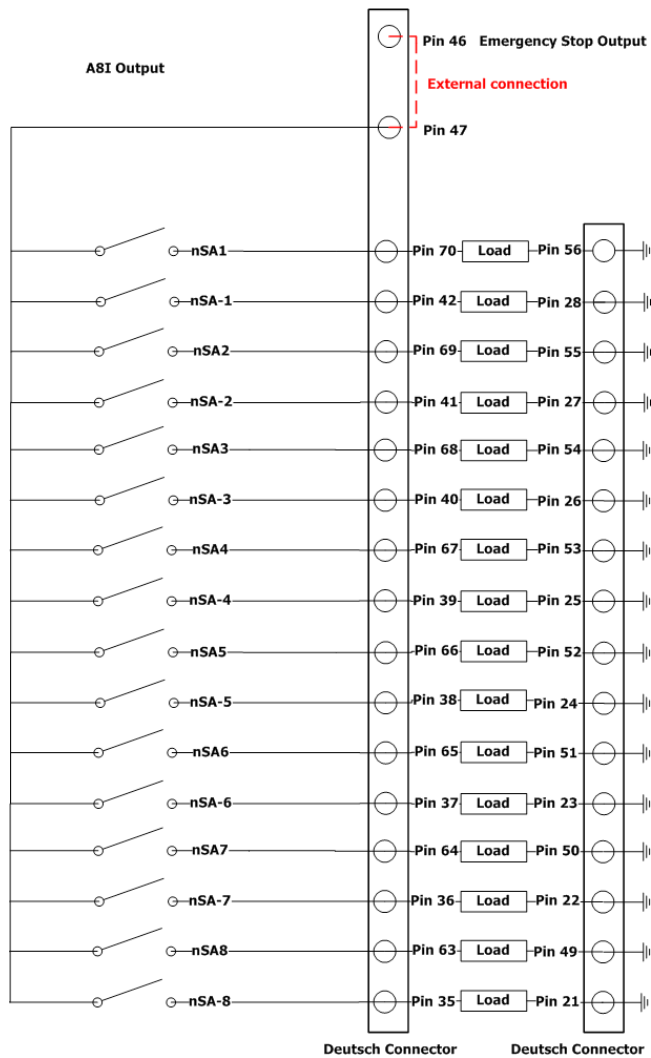 Pin 46 Emergency Stop Output
A8I Output
External connection
Pin 47
nSA1 Pin 70 Load Pin 56
nSA-1 Pin 42 Load Pin 28
nSA2 Pin 69 Load Pin 55
nSA-2 Pin 41 Load Pin 27
nSA3 Pin 68 Load Pin 54
nSA-3 Pin 40 Load Pin 26
nSA4 Pin 67 Load Pin 53
nSA-4 Pin 39 Load Pin 25
nSA5 Pin 66 Load Pin 52
nSA-5 Pin 38 Load Pin 24
nSA6 Pin 65 Load Pin 51
nSA-6 Pin 37 Load Pin 23
nSA7 Pin 64 Load Pin 50
nSA-7 Pin 36 Load Pin 22
nSA8 Pin 63 Load Pin 49
nSA-8 Pin 35 Load Pin 21
Deutsch Connector Deutsch Connector